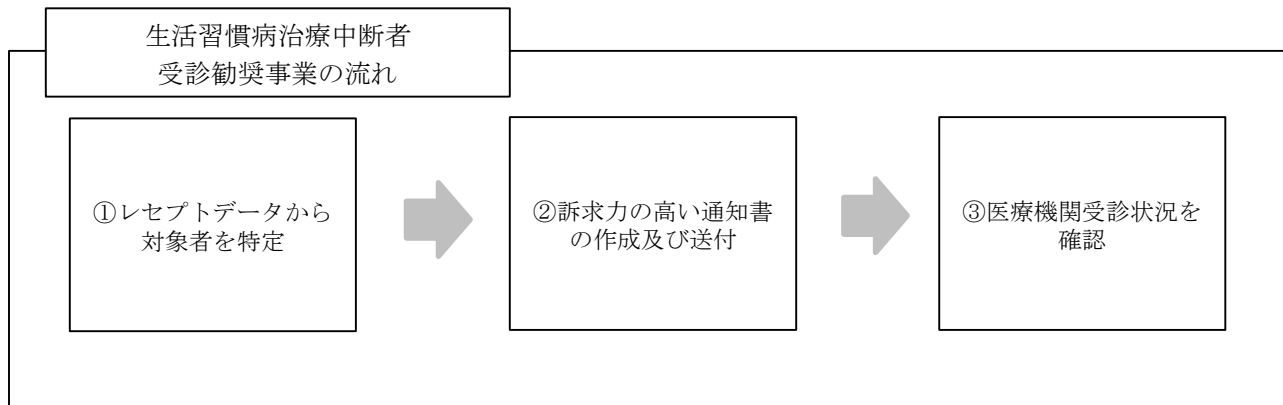 生活習慣病治療中断者
受診勧奨事業の流れ
①レセプトデータから
対象者を特定
②訴求力の高い通知書
の作成及び送付
③医療機関受診状況を
確認